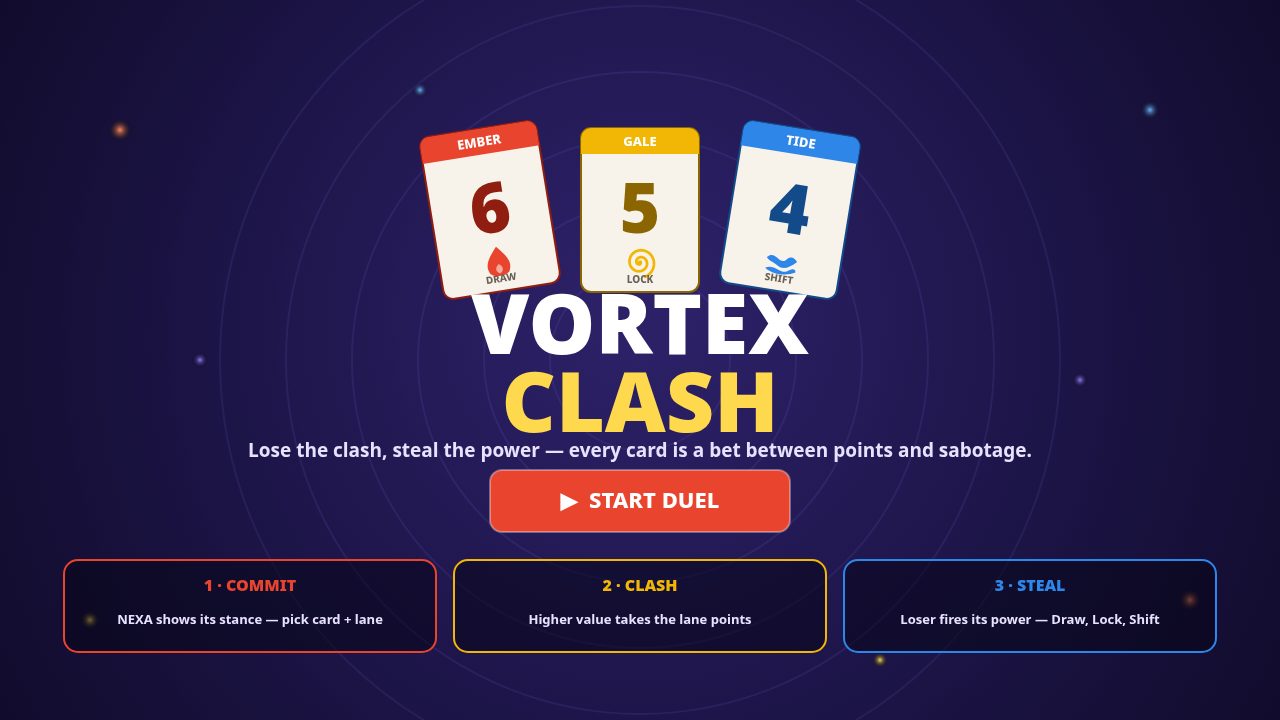 EMBER
6
DRAW
GALE
5
LOCK
TIDE
4
SHIFT
VORTEX
CLASH
Lose the clash, steal the power — every card is a bet between points and sabotage.
▶ START DUEL
1 · COMMIT
NEXA shows its stance — pick card + lane
2 · CLASH
Higher value takes the lane points
3 · STEAL
Loser fires its power — Draw, Lock, Shift